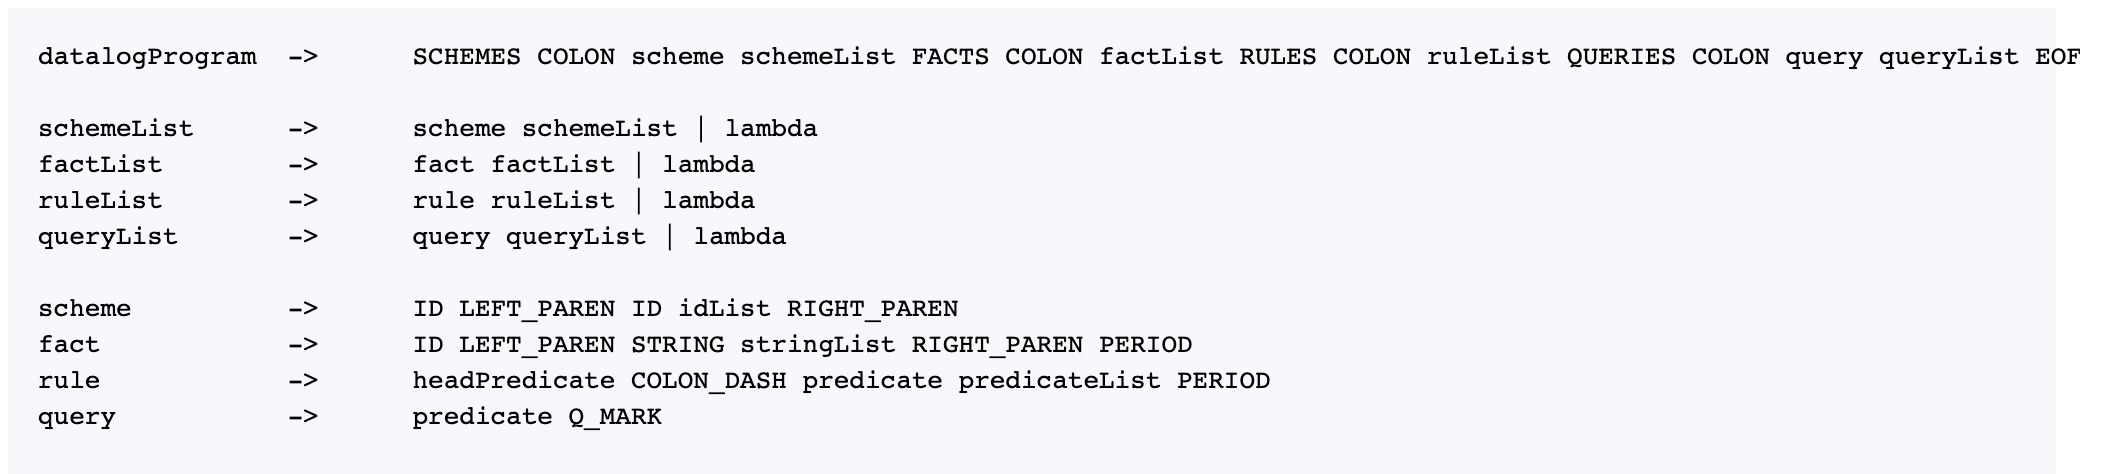 datalogProgram -> SCHEMES COLON scheme schemeList FACTS COLON factList RULES COLON ruleList QUERIES COLON query queryList EOF
schemeList -> scheme schemeList | lambda
factList -> fact factList | lambda
ruleList -> rule ruleList | lambda
queryList -> query queryList | lambda
scheme -> ID LEFT_PAREN ID idList RIGHT_PAREN
fact -> ID LEFT_PAREN STRING stringList RIGHT_PAREN PERIOD
rule -> headPredicate COLON_DASH predicate predicateList PERIOD
query -> predicate Q_MARK